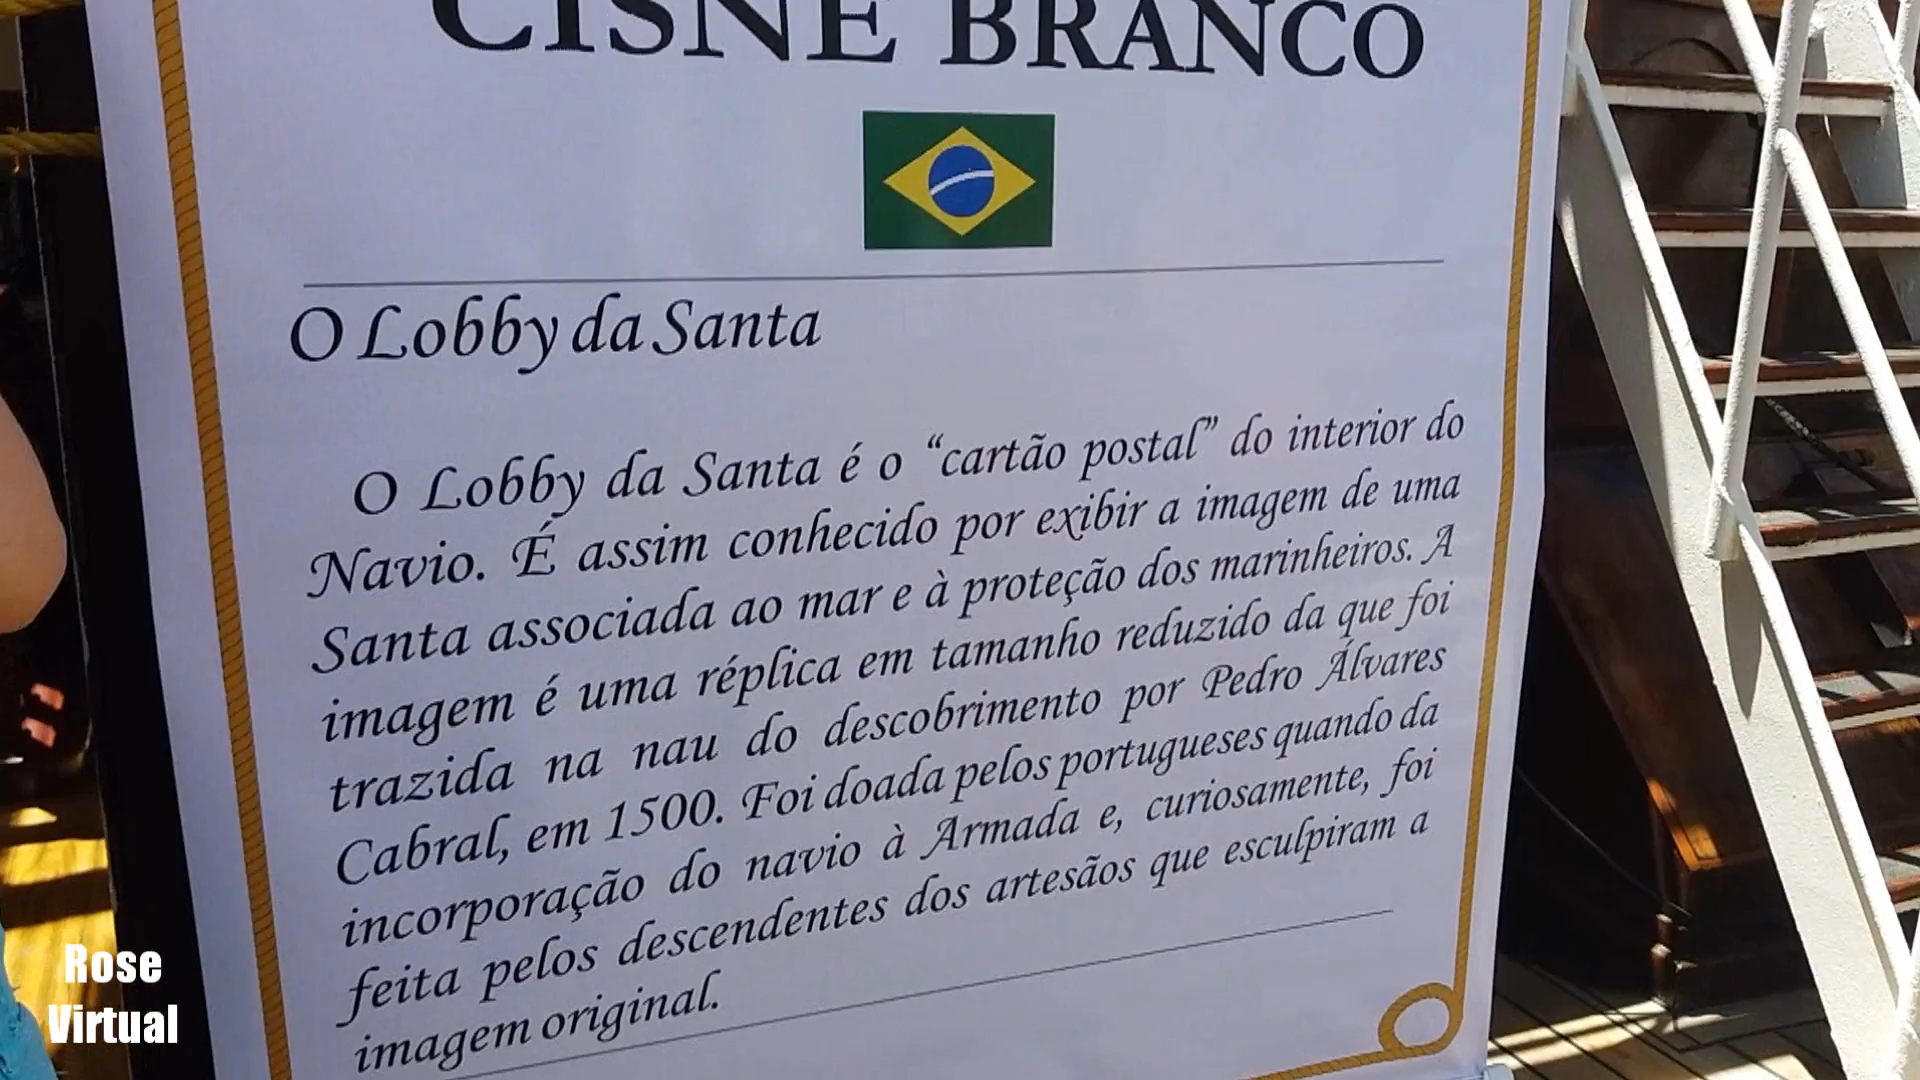 CISNE BRANCO
O Lobby da Santa
O Lobby da Santa é o “cartão postal” do interior do
Navio. É assim conhecido por exibir a imagem de uma
Santa associada ao mar e à proteção dos marinheiros. A
imagem é uma réplica em tamanho reduzido da que foi
trazida na nau do descobrimento por Pedro Álvares
Cabral, em 1500. Foi doada pelos portugueses quando da
incorporação do navio à Armada e, curiosamente, foi
feita pelos descendentes dos artesãos que esculpiram a
imagem original.
Rose
Virtual